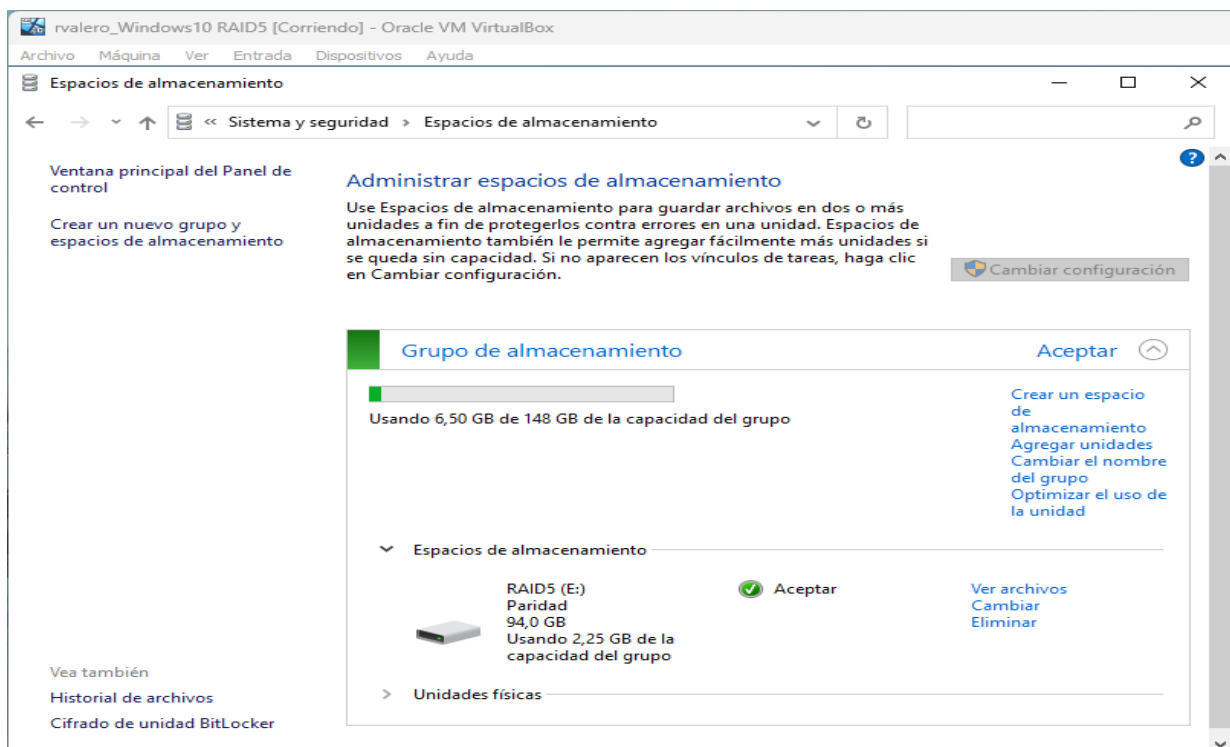 rvalero_Windows10 RAID5 [Corriendo] - Oracle VM VirtualBox
Archivo Máquina Ver Entrada Dispositivos Ayuda
Espacios de almacenamiento
« Sistema y seguridad > Espacios de almacenamiento
Ventana principal del Panel de
control
Crear un nuevo grupo y
espacios de almacenamiento
Administrar espacios de almacenamiento
Use Espacios de almacenamiento para guardar archivos en dos o más
unidades a fin de protegerlos contra errores en una unidad. Espacios de
almacenamiento también le permite agregar fácilmente más unidades si
se queda sin capacidad. Si no aparecen los vínculos de tareas, haga clic
en Cambiar configuración.
Cambiar configuración
Grupo de almacenamiento
Aceptar
Usando 6,50 GB de 148 GB de la capacidad del grupo
Crear un espacio
de
almacenamiento
Agregar unidades
Cambiar el nombre
del grupo
Optimizar el uso de
la unidad
Espacios de almacenamiento
RAID5 (E:)
Paridad
94,0 GB
Usando 2,25 GB de la
capacidad del grupo
Aceptar
Ver archivos
Cambiar
Eliminar
Unidades físicas
Vea también
Historial de archivos
Cifrado de unidad BitLocker